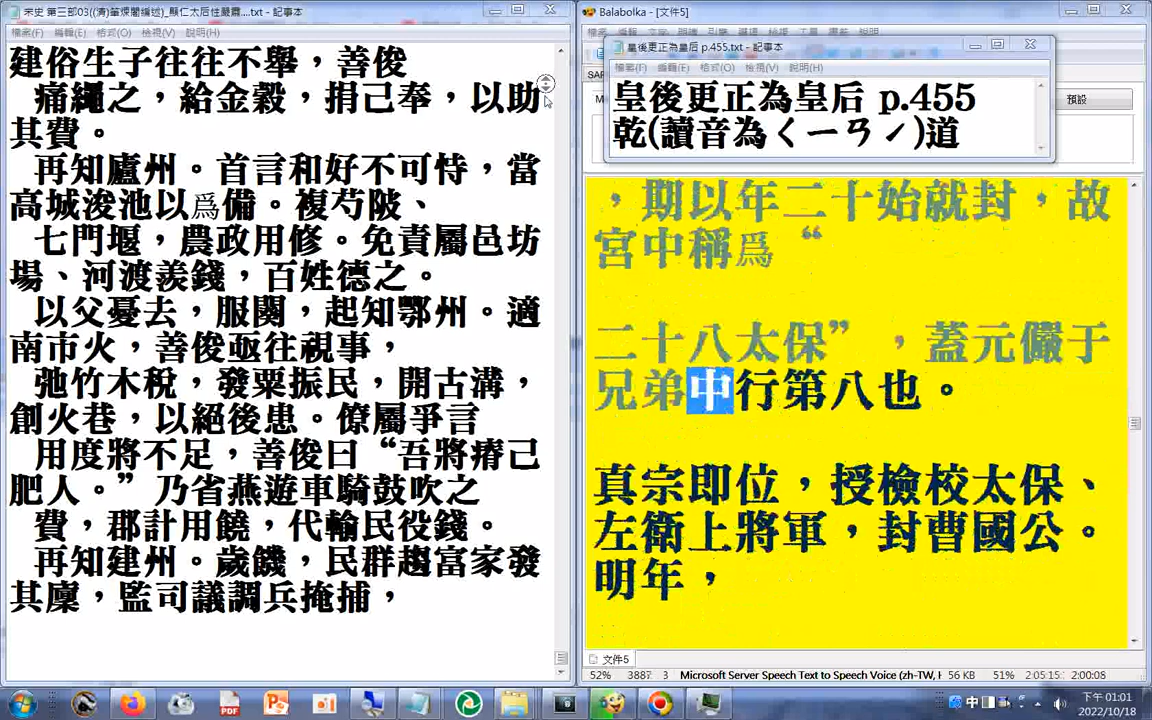 宋史 第三部03((清)筆煉閣編述)_顯仁太后性嚴肅....txt - 記事本
檔案(F) 編輯(E) 格式(O) 檢視(V) 說明(H)
建俗生子往往不舉，善俊
痛繩之，給金穀，捐己奉，以助
其費。
再知廬州。首言和好不可恃，當
高城浚池以爲備。複芍陂、
七門堰，農政用修。免責屬邑坊
場、河渡羨錢，百姓德之。
以父憂去，服闋，起知鄂州。適
南市火，善俊亟往視事，
弛竹木稅，發粟振民，開古溝，
創火巷，以絕後患。僚屬爭言
用度將不足，善俊曰“吾將瘠己
肥人。”乃省燕遊車騎鼓吹之
費，郡計用饒，代輸民役錢。
再知建州。歲饑，民群趨富家發
其廩，監司議調兵掩捕，
Balabolka - [文件5]
皇後更正為皇后 p.455.txt - 記事本
檔案(F) 編輯(E) 格式(O) 檢視(V) 說明(H)
皇後更正為皇后 p.455
乾(讀音為ㄑㄧㄢㄧ)道
預設
，期以年二十始就封，故
宮中稱爲“
二十八太保”，蓋元儼于
兄弟中行第八也。
真宗即位，授檢校太保、
左衛上將軍，封曹國公。
明年，
文件5
52% 3887: 3 Microsoft Server Speech Text to Speech Voice (zh-TW, H 56 KB 51% 2:05:15 2:00:08
中
下午 01:01
2022/10/18